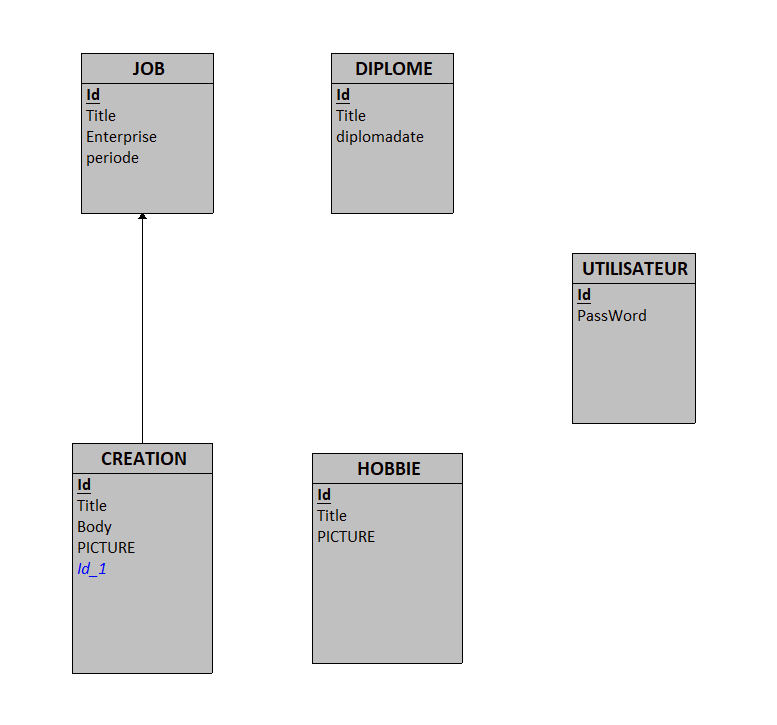 JOB
Id
Title
Enterprise
periode
DIPLOME
Id
Title
diplomadate
UTILISATEUR
Id
PassWord
CREATION
Id
Title
Body
PICTURE
Id_1
HOBBIE
Id
Title
PICTURE